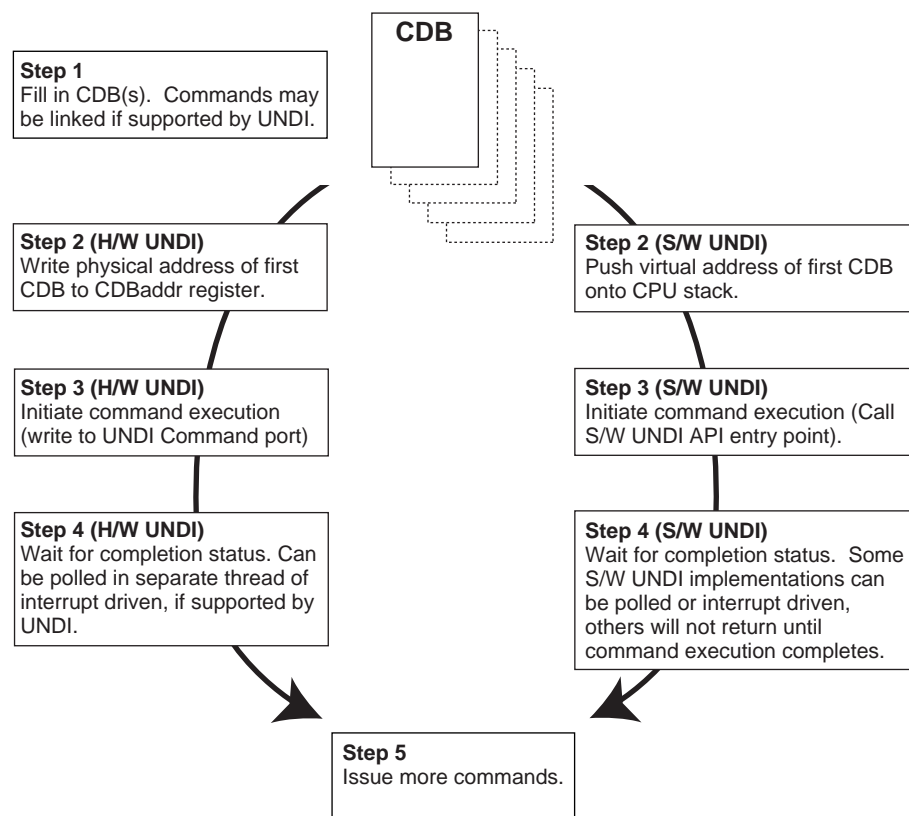 CDB
Step 1
Fill in CDB(s).  Commands may
be linked if supported by UNDI.
Step 2 (H/W UNDI)
Write physical address of first
CDB to CDBaddr register.
Step 2 (S/W UNDI)
Push virtual address of first CDB
onto CPU stack.
Step 3 (H/W UNDI)
Initiate command execution
(write to UNDI Command port)
Step 3 (S/W UNDI)
Initiate command execution (Call
S/W UNDI API entry point).
Step 4 (H/W UNDI)
Wait for completion status. Can
be polled in separate thread of
interrupt driven, if supported by
UNDI.
Step 4 (S/W UNDI)
Wait for completion status.  Some
S/W UNDI implementations can
be polled or interrupt driven,
others will not return until
command execution completes.
Step 5
Issue more commands.